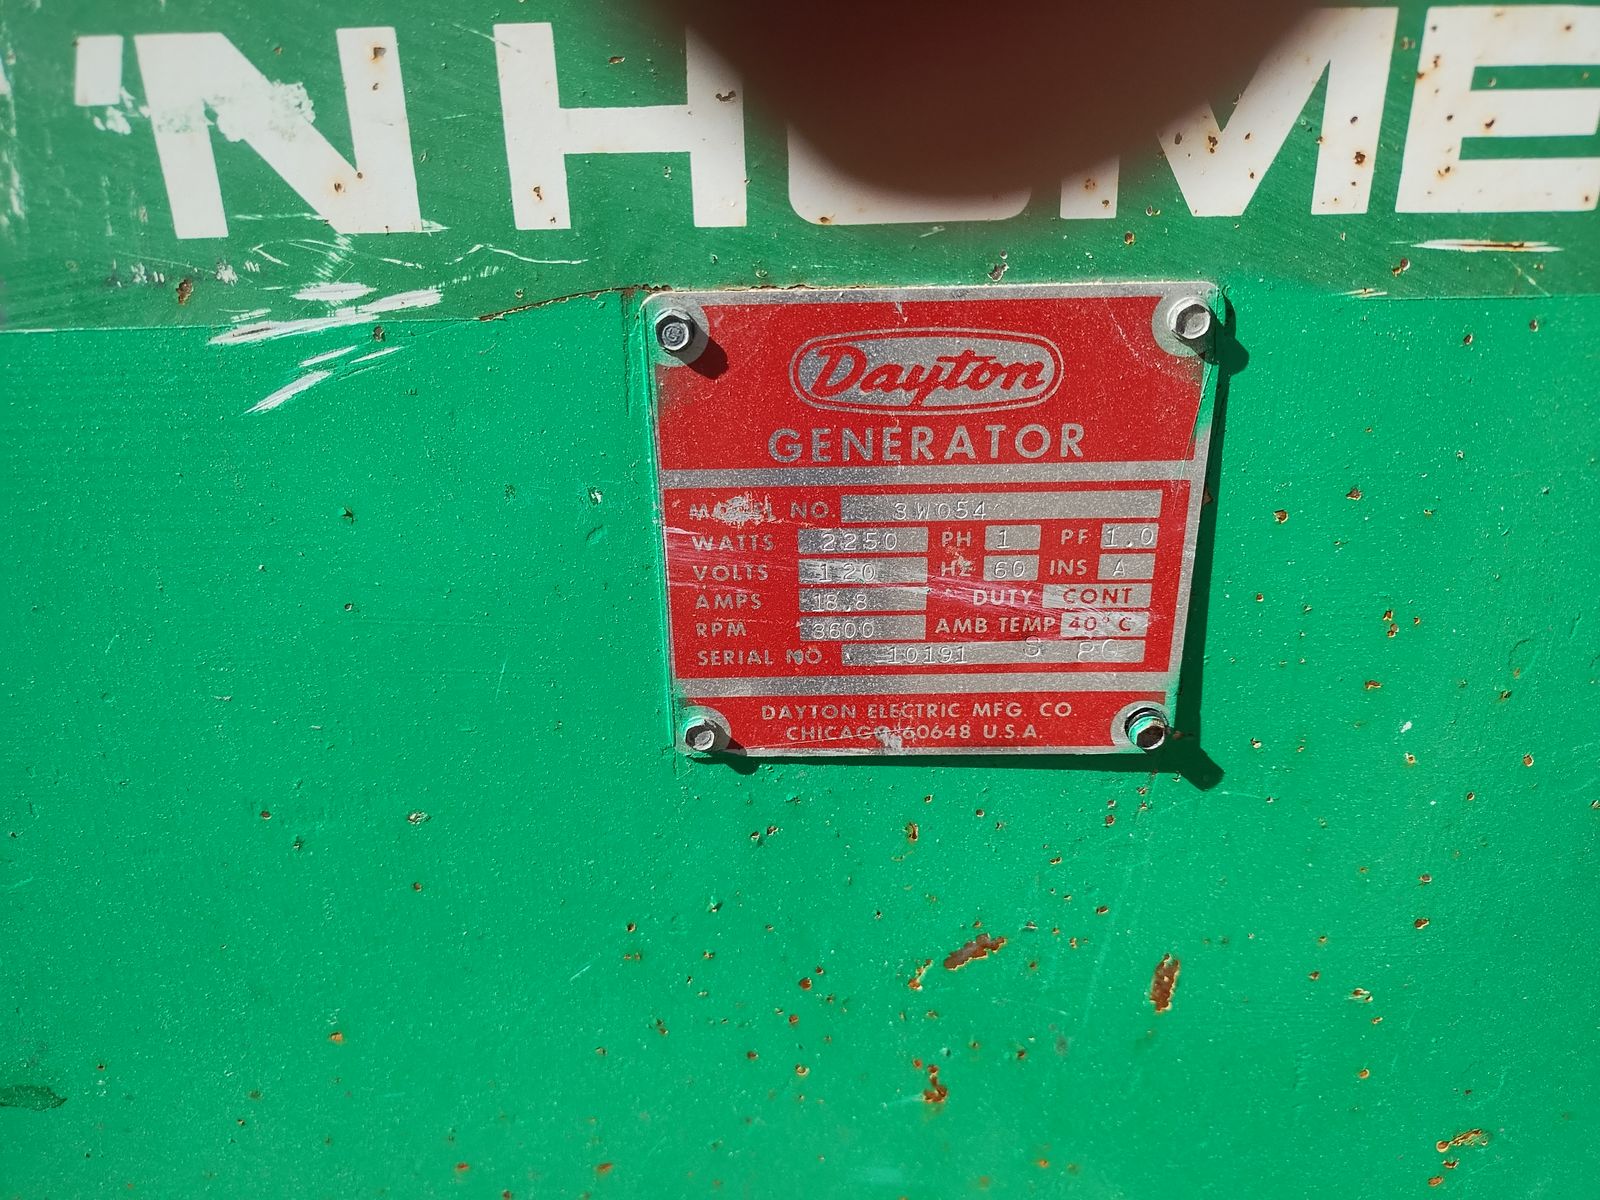 'N HOME
Dayton
GENERATOR
MODEL NO. 3W054
WATTS 2250 PH 1 PF 1.0
VOLTS 120 HZ 60 INS A
AMPS 18.8 DUTY CONT
RPM 3600 AMB TEMP 40°C
SERIAL NO. 10191 S 80
DAYTON ELECTRIC MFG. CO.
CHICAGO 60648 U.S.A.